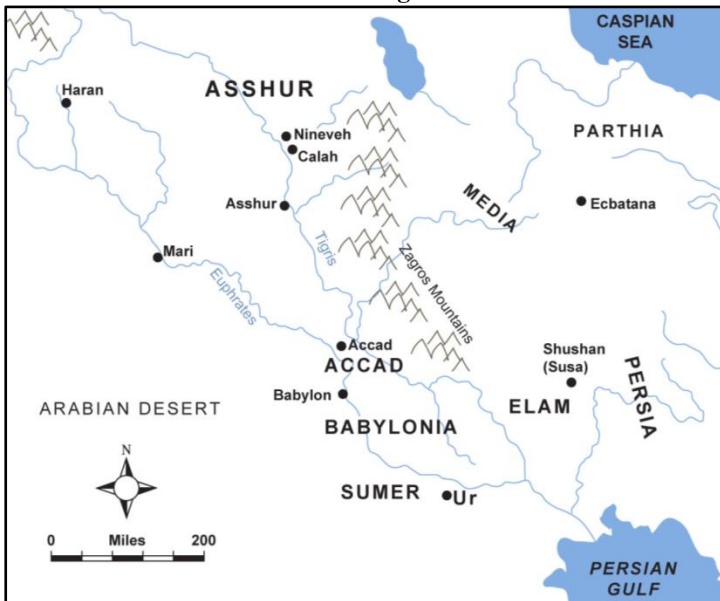 CASPIAN
SEA
Haran
ASSHUR
PARTHIA
Nineveh
Calah
MEDIA
Ecbatana
Asshur
Tigris
Mari
Zagros Mountains
Euphrates
Accad
ACCAD
Shushan
(Susa)
PERSIA
Babylon
ELAM
ARABIAN DESERT
BABYLONIA
N
SUMER
Ur
0 Miles 200
PERSIAN
GULF